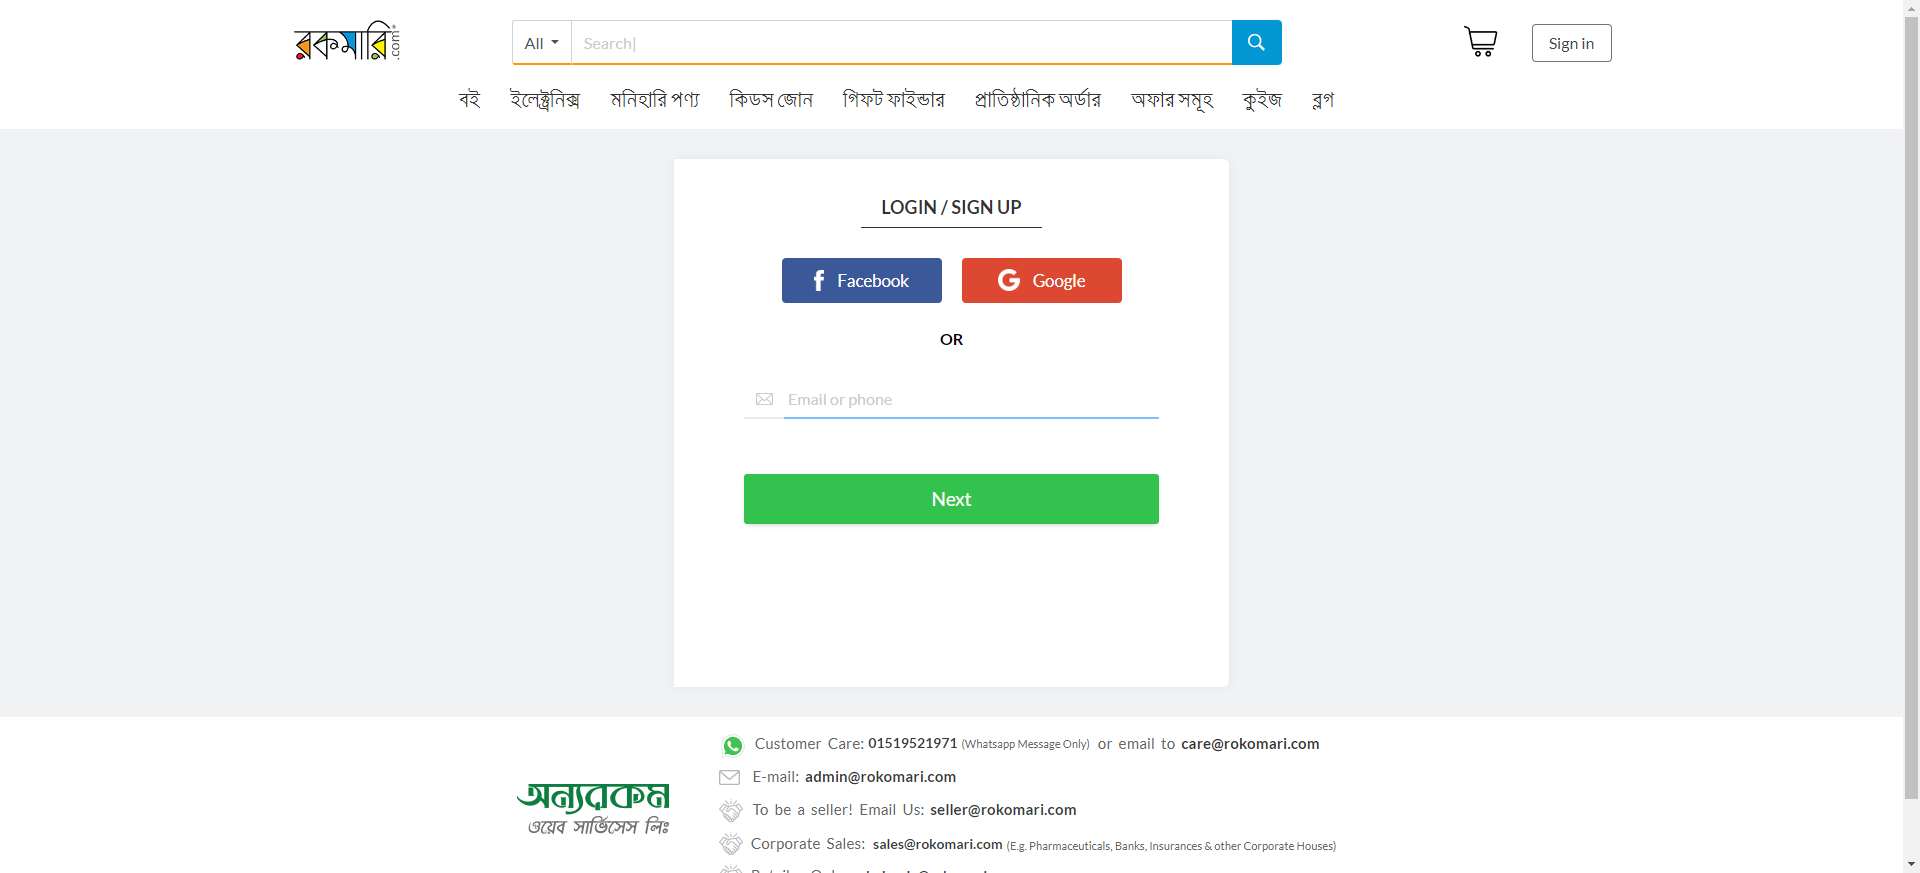 রকমারি.com
All
Search
Sign in
বই ইলেক্ট্রনিক্স মনিহারি পণ্য কিডস জোন গিফট ফাইন্ডার প্রাতিষ্ঠানিক অর্ডার অফার সমূহ কুইজ ব্লগ
LOGIN / SIGN UP
Facebook Google
OR
Email or phone
Next
Customer Care: 01519521971 (Whatsapp Message Only) or email to care@rokomari.com
E-mail: admin@rokomari.com
অন্যরকম
ওয়েব সার্ভিসেস লিঃ
To be a seller! Email Us: seller@rokomari.com
Corporate Sales: sales@rokomari.com (E.g. Pharmaceuticals, Banks, Insurances & other Corporate Houses)